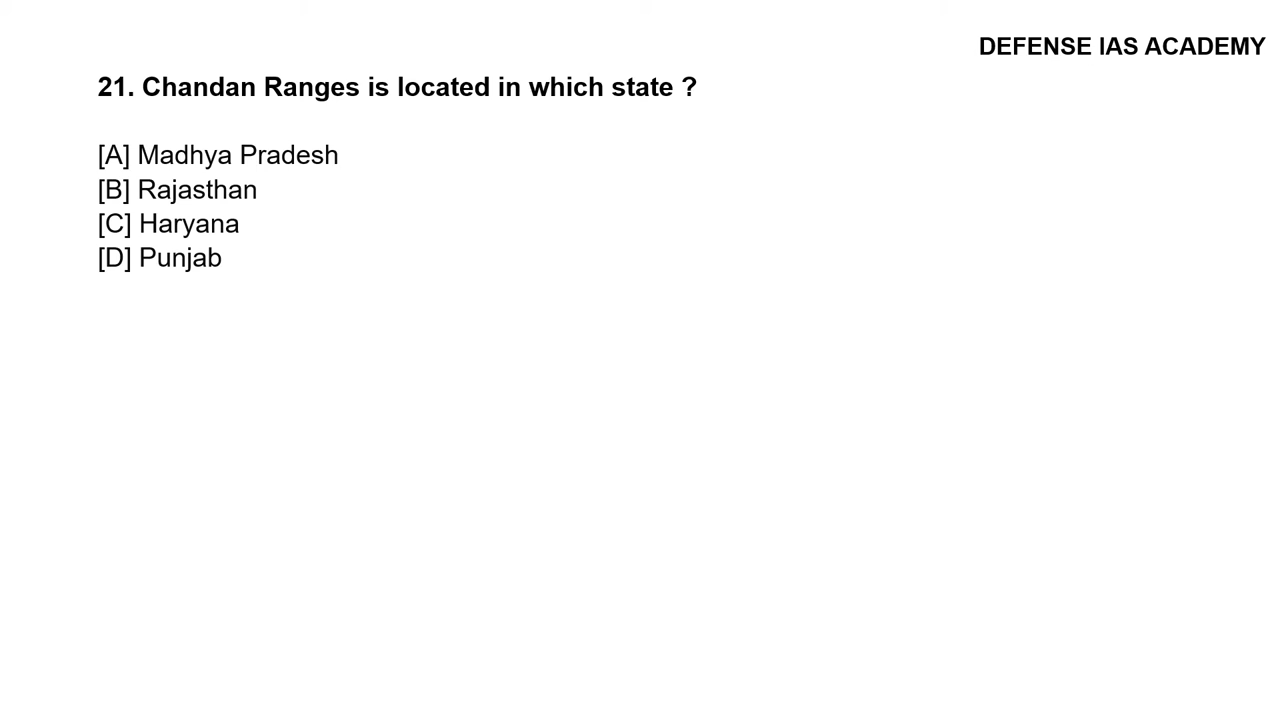 DEFENSE IAS ACADEMY
21. Chandan Ranges is located in which state ?
[A] Madhya Pradesh
[B] Rajasthan
[C] Haryana
[D] Punjab